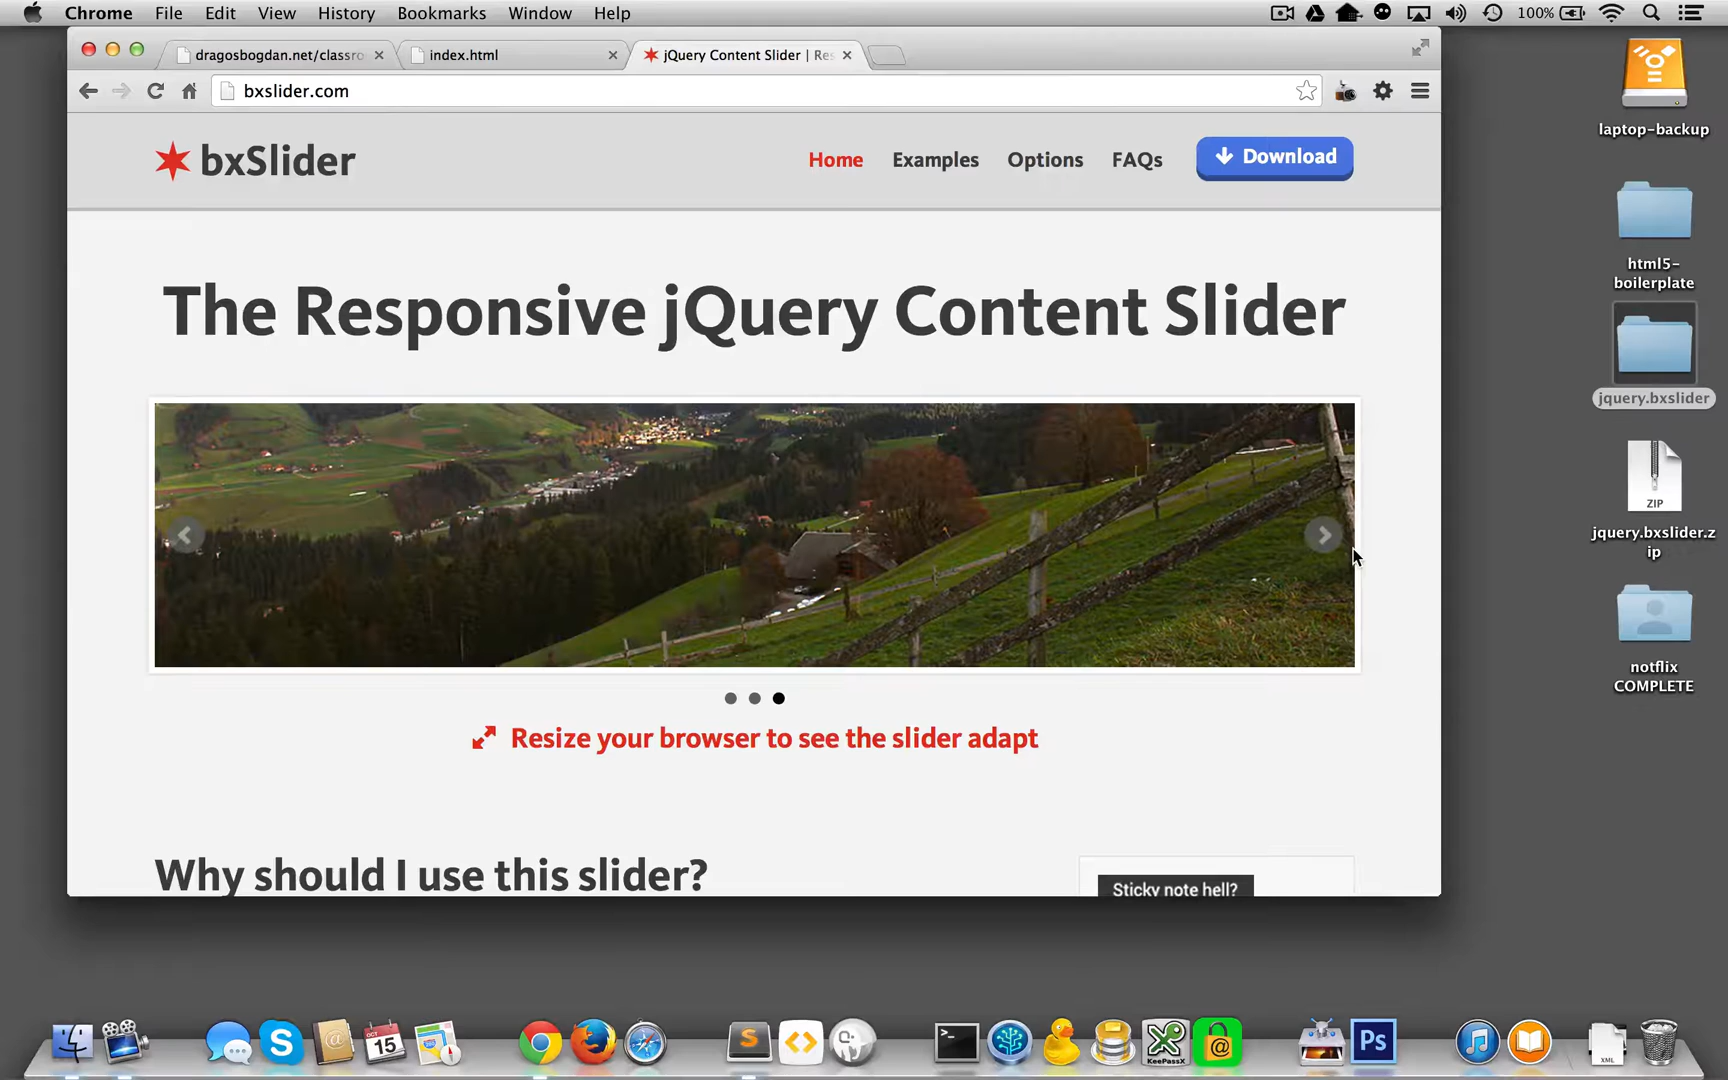 Chrome File Edit View History Bookmarks Window Help 100%
dragosbogdan.net/classro index.html jQuery Content Slider | Res
bxslider.com
bxSlider Home Examples Options FAQs Download
The Responsive jQuery Content Slider
Resize your browser to see the slider adapt
Why should I use this slider?
Sticky note hell?
laptop-backup
html5-
boilerplate
jquery.bxslider
ZIP
jquery.bxslider.z
ip
notflix
COMPLETE
OCT
15
KeePassX
Ps
XML